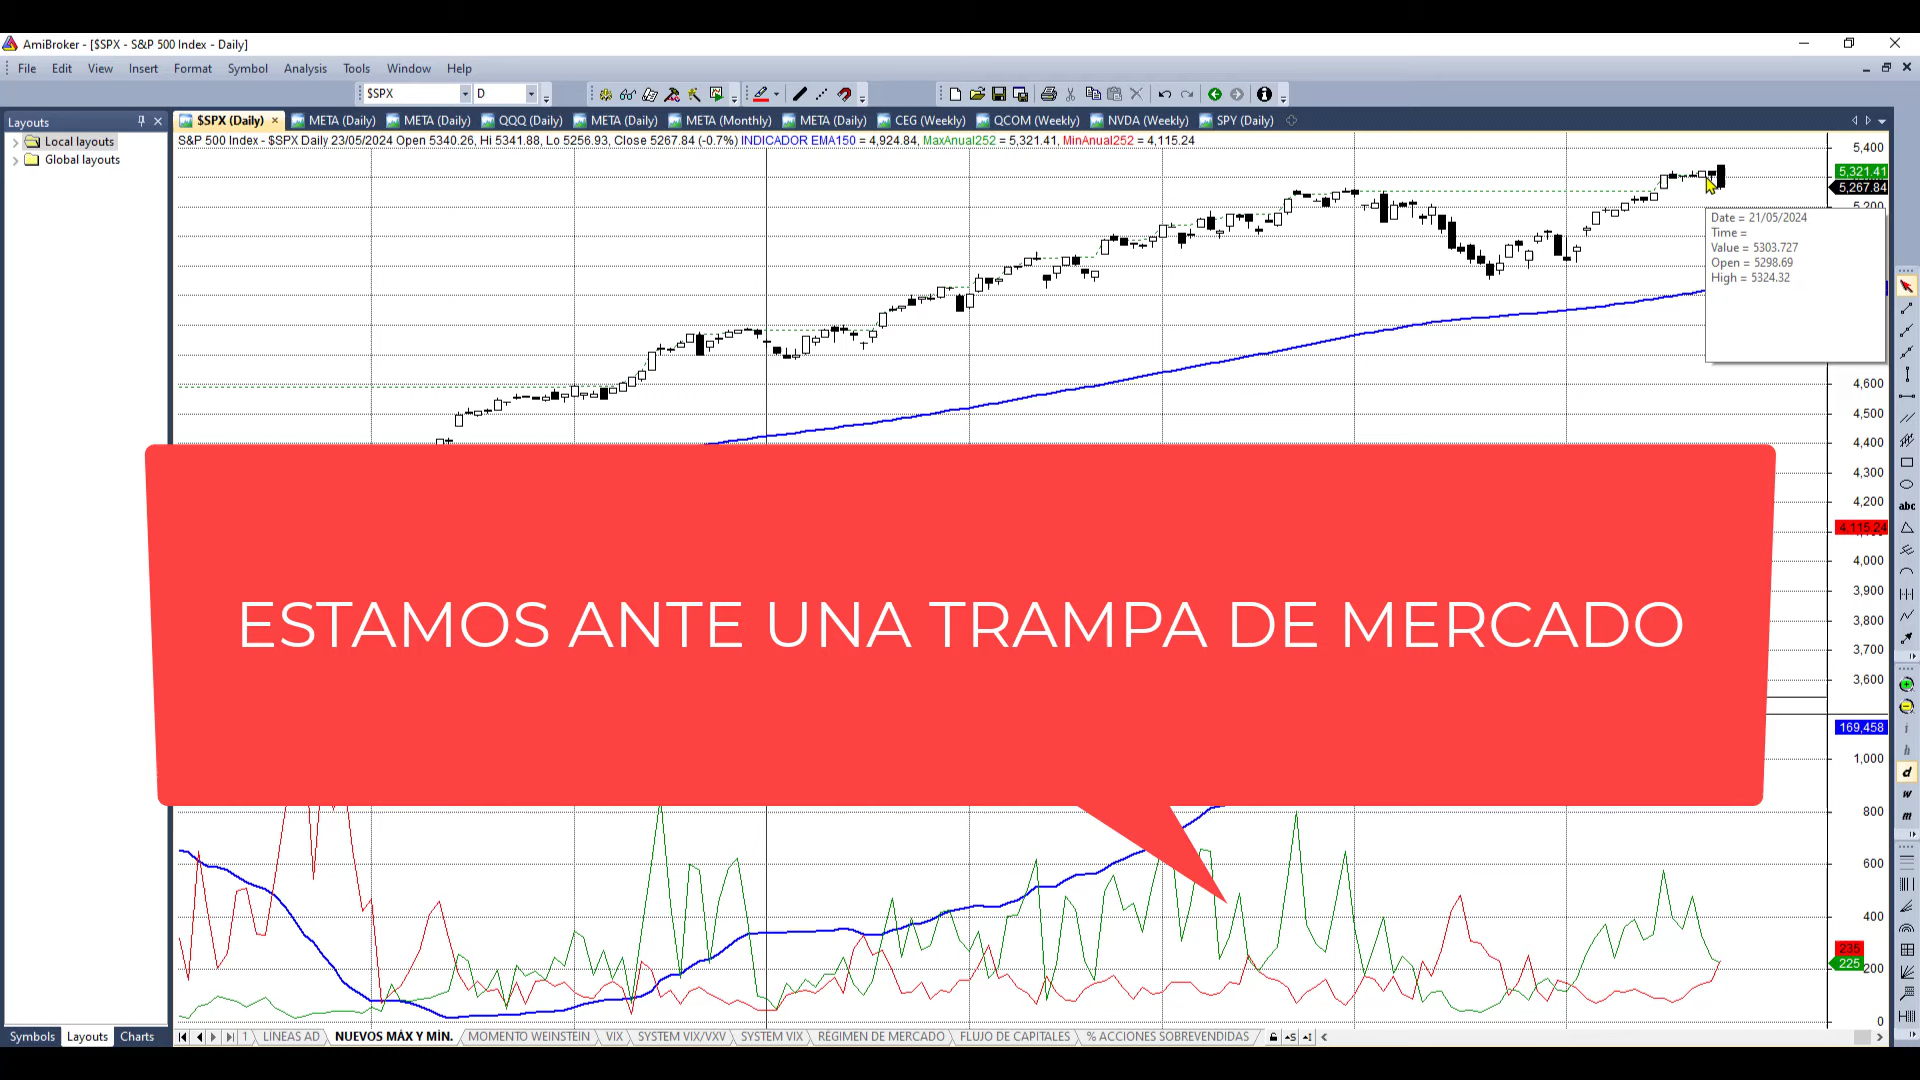 AmiBroker - [$SPX - S&P 500 Index - Daily]
File Edit View Insert Format Symbol Analysis Tools Window Help
$SPX D
Layouts
$SPX (Daily) META (Daily) META (Daily) QQQ (Daily) META (Daily) META (Monthly) META (Daily) CEG (Weekly) QCOM (Weekly) NVDA (Weekly) SPY (Daily)
Local layouts
Global layouts
S&P 500 Index - $SPX Daily 23/05/2024 Open 5340.26, Hi 5341.88, Lo 5256.93, Close 5267.84 (-0.7%) INDICADOR EMA150 = 4,924.84, MaxAnual252 = 5,321.41, MinAnual252 = 4,115.24
5,400
5,321.41
5,267.84
5,200
Date = 21/05/2024
Time =
Value = 5303.727
Open = 5298.69
High = 5324.32
4,600
4,500
4,400
4,300
4,200
4,115.24
4,000
3,900
3,800
3,700
3,600
ESTAMOS ANTE UNA TRAMPA DE MERCADO
169,458
1,000
800
600
400
235
225
200
0
abc
i
h
d
w
m
Symbols Layouts Charts
1 LÍNEAS AD NUEVOS MÁX Y MÍN. MOMENTO WEINSTEIN VIX SYSTEM VIX/VXV SYSTEM VIX RÉGIMEN DE MERCADO FLUJO DE CAPITALES % ACCIONES SOBREVENDIDAS